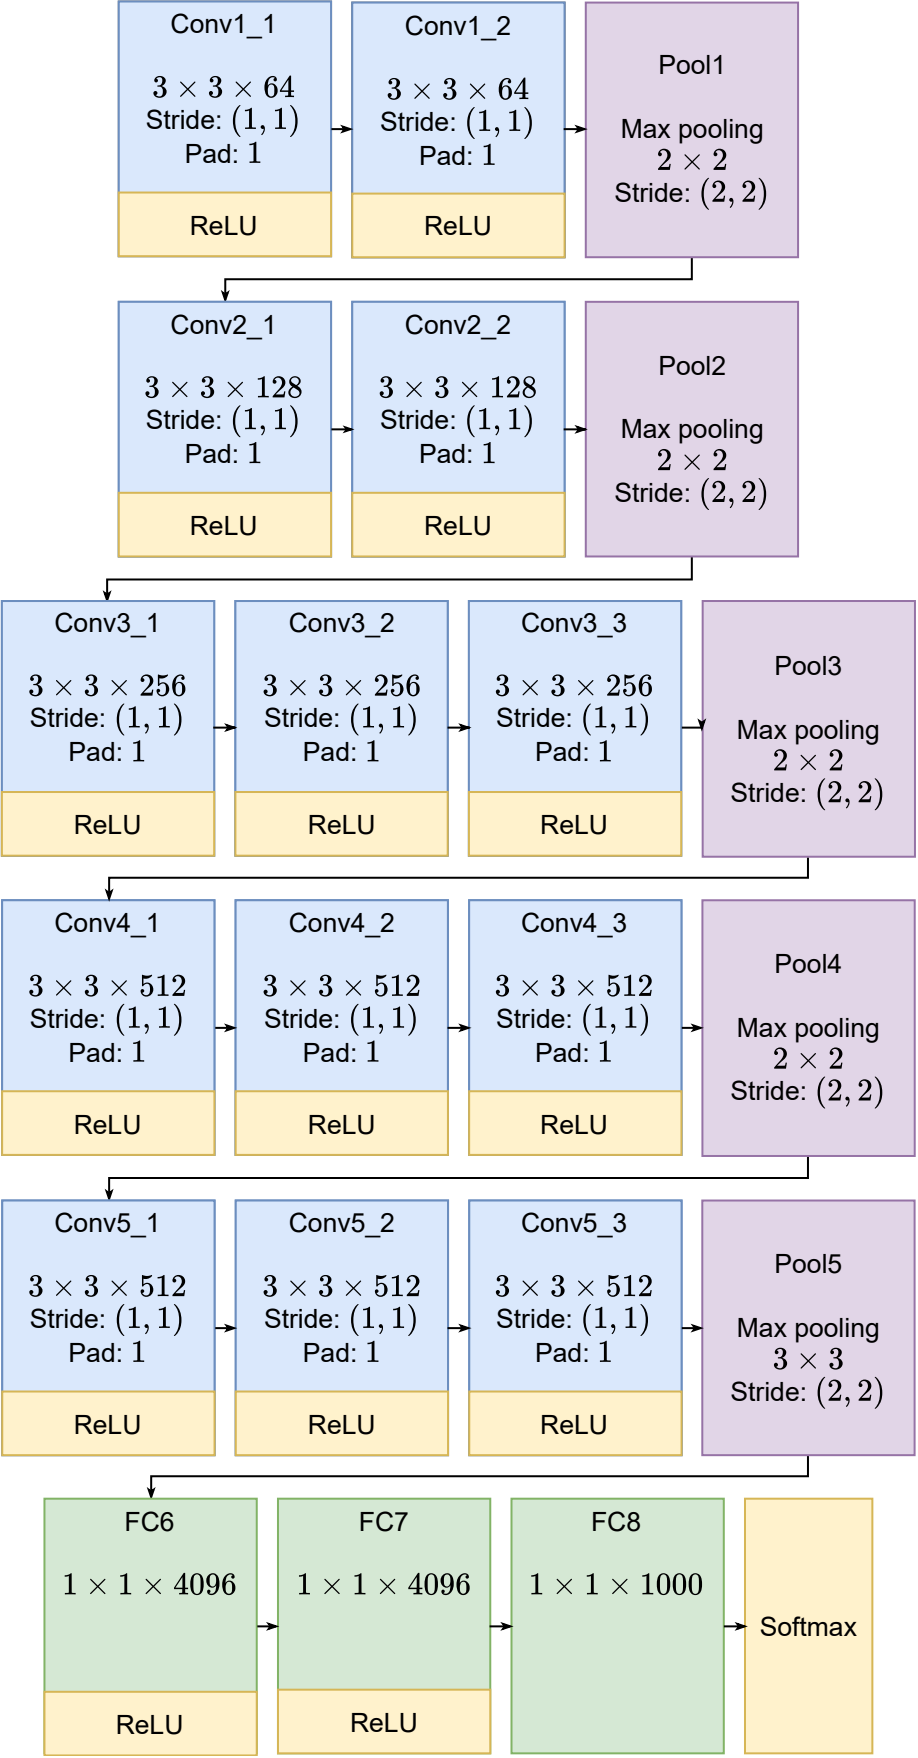 Conv1_1
3 × 3 × 64
Stride: (1, 1)
Pad: 1
ReLU
Conv1_2
3 × 3 × 64
Stride: (1, 1)
Pad: 1
ReLU
Pool1
Max pooling
2 × 2
Stride: (2, 2)
Conv2_1
3 × 3 × 128
Stride: (1, 1)
Pad: 1
ReLU
Conv2_2
3 × 3 × 128
Stride: (1, 1)
Pad: 1
ReLU
Pool2
Max pooling
2 × 2
Stride: (2, 2)
Conv3_1
3 × 3 × 256
Stride: (1, 1)
Pad: 1
ReLU
Conv3_2
3 × 3 × 256
Stride: (1, 1)
Pad: 1
ReLU
Conv3_3
3 × 3 × 256
Stride: (1, 1)
Pad: 1
ReLU
Pool3
Max pooling
2 × 2
Stride: (2, 2)
Conv4_1
3 × 3 × 512
Stride: (1, 1)
Pad: 1
ReLU
Conv4_2
3 × 3 × 512
Stride: (1, 1)
Pad: 1
ReLU
Conv4_3
3 × 3 × 512
Stride: (1, 1)
Pad: 1
ReLU
Pool4
Max pooling
2 × 2
Stride: (2, 2)
Conv5_1
3 × 3 × 512
Stride: (1, 1)
Pad: 1
ReLU
Conv5_2
3 × 3 × 512
Stride: (1, 1)
Pad: 1
ReLU
Conv5_3
3 × 3 × 512
Stride: (1, 1)
Pad: 1
ReLU
Pool5
Max pooling
3 × 3
Stride: (2, 2)
FC6
1 × 1 × 4096
ReLU
FC7
1 × 1 × 4096
ReLU
FC8
1 × 1 × 1000
Softmax